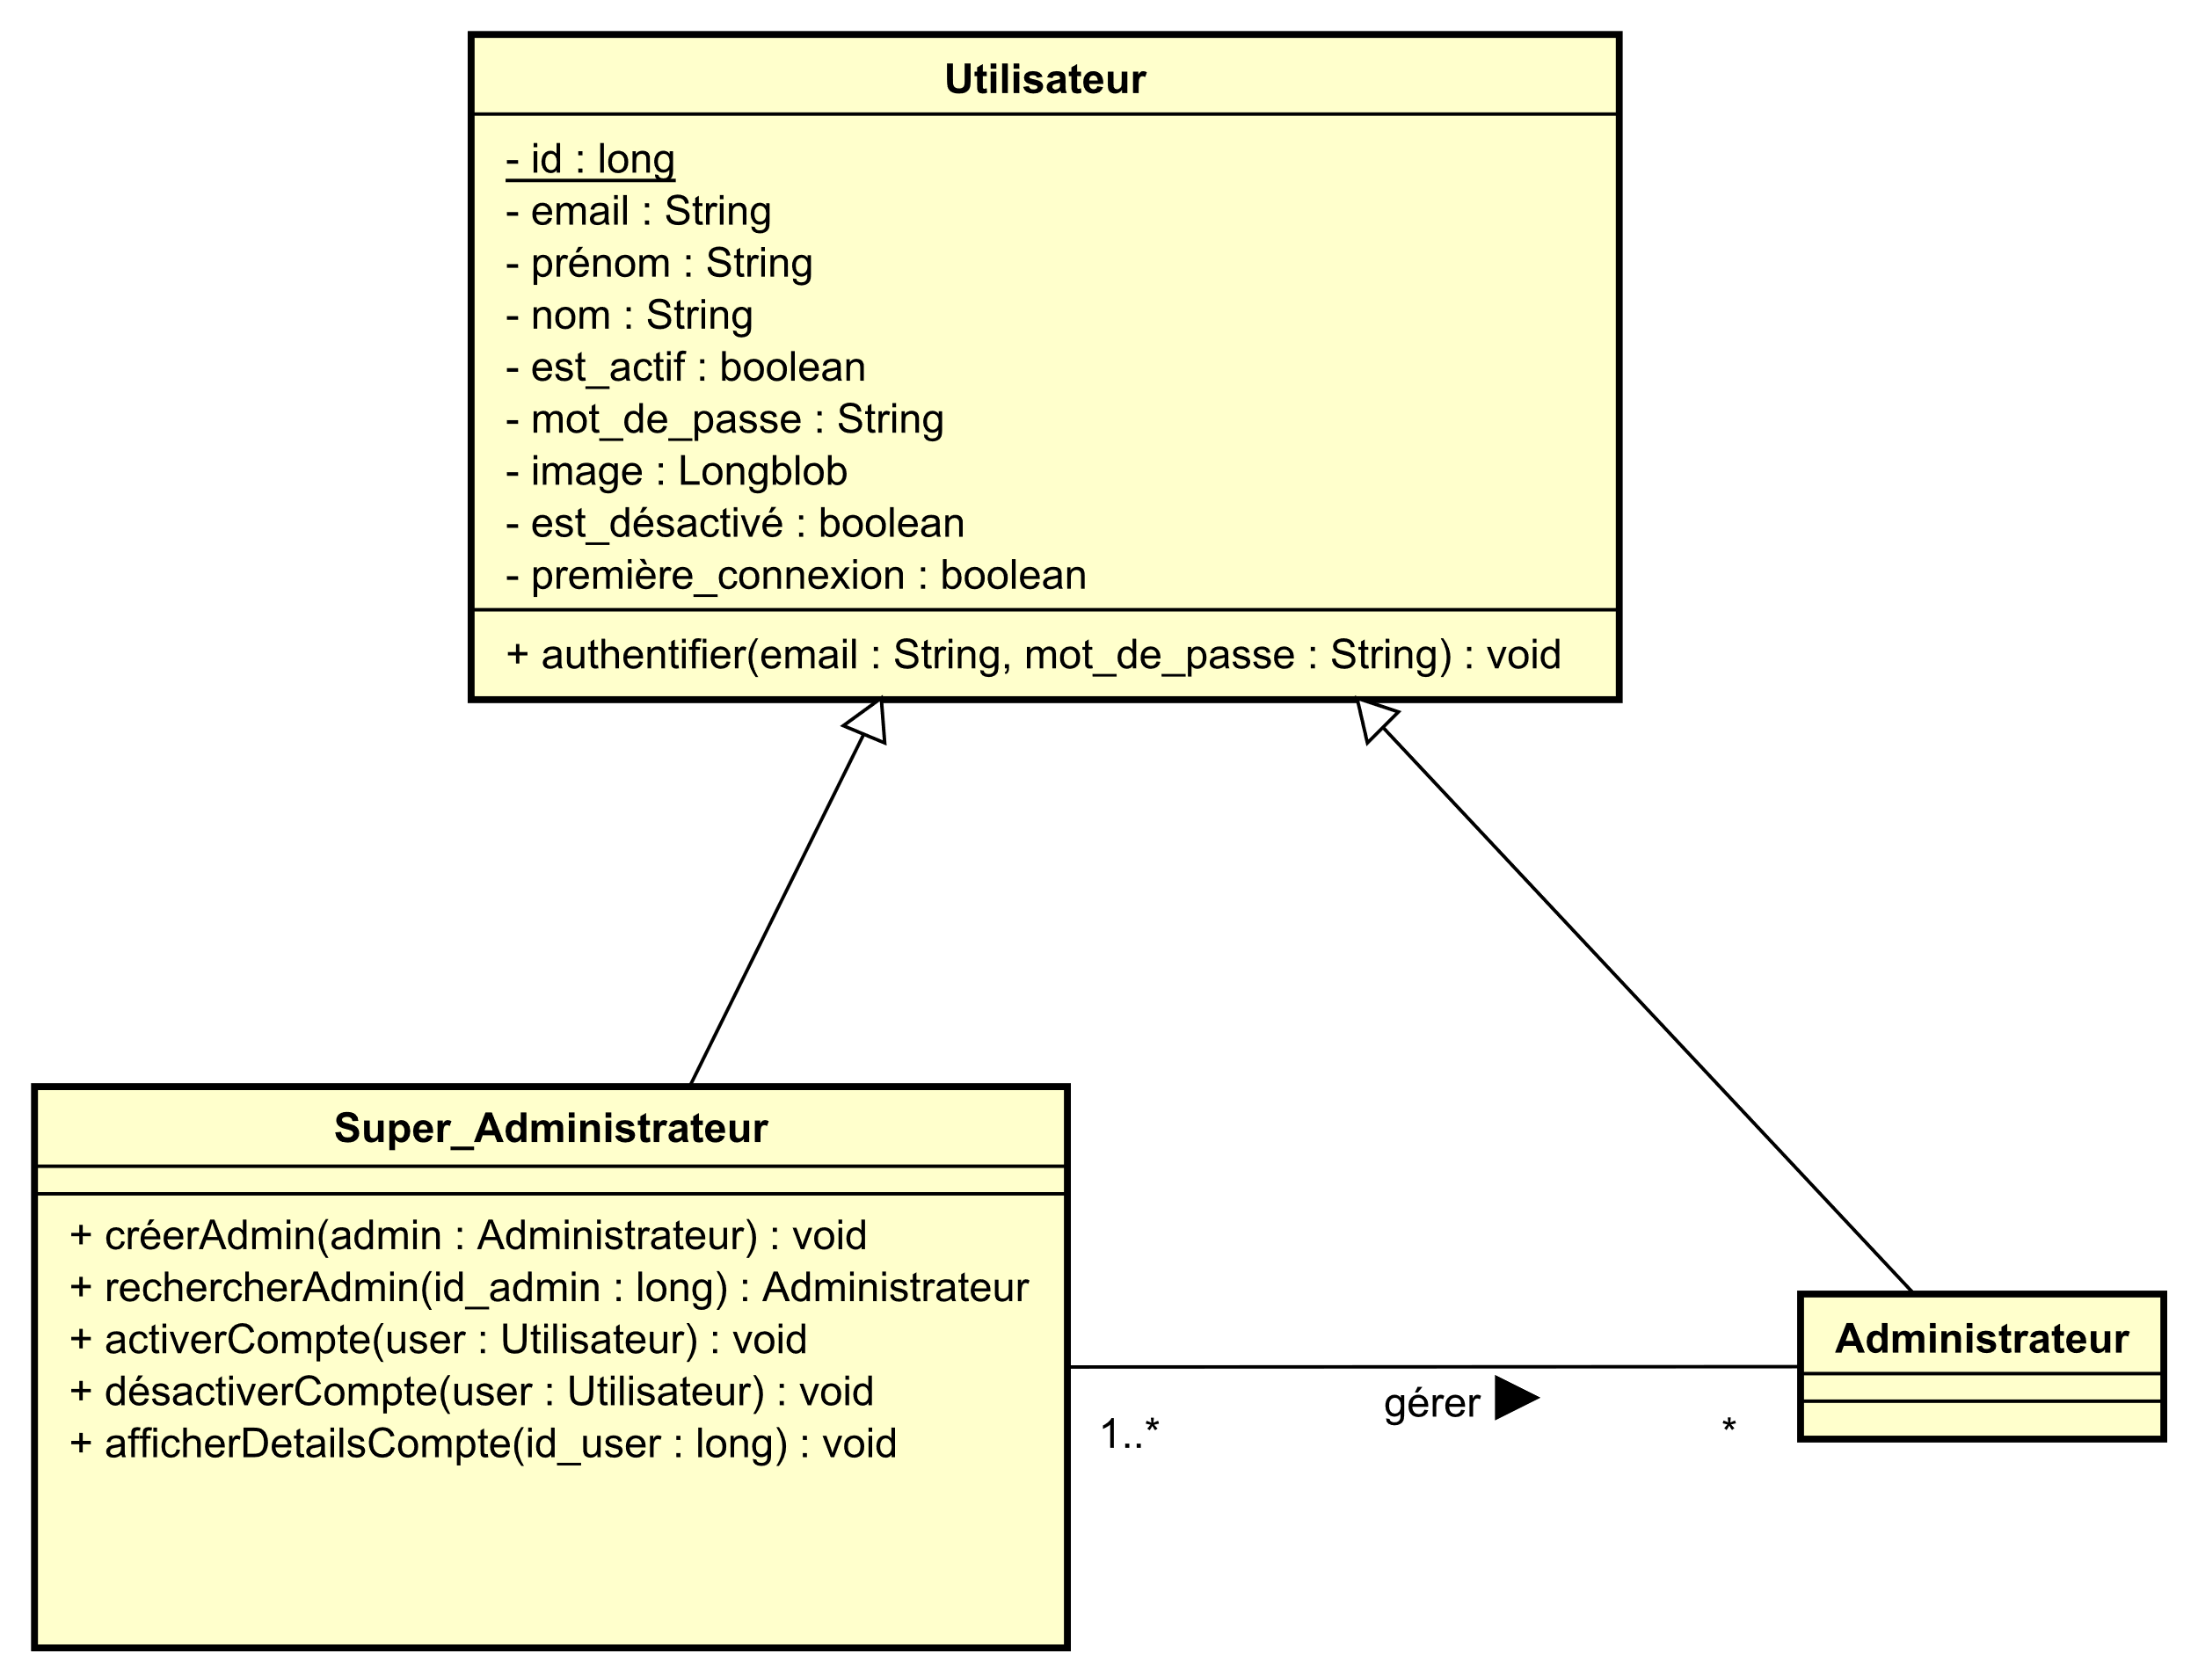 Utilisateur
- id : long
- email : String
- prénom : String
- nom : String
- est_actif : boolean
- mot_de_passe : String
- image : Longblob
- est_désactivé : boolean
- première_connexion : boolean
+ authentifier(email : String, mot_de_passe : String) : void
Super_Administrateur
+ créerAdmin(admin : Administrateur) : void
+ rechercherAdmin(id_admin : long) : Administrateur
+ activerCompte(user : Utilisateur) : void
+ désactiverCompte(user : Utilisateur) : void
+ afficherDetailsCompte(id_user : long) : void
1..*
gérer
*
Administrateur